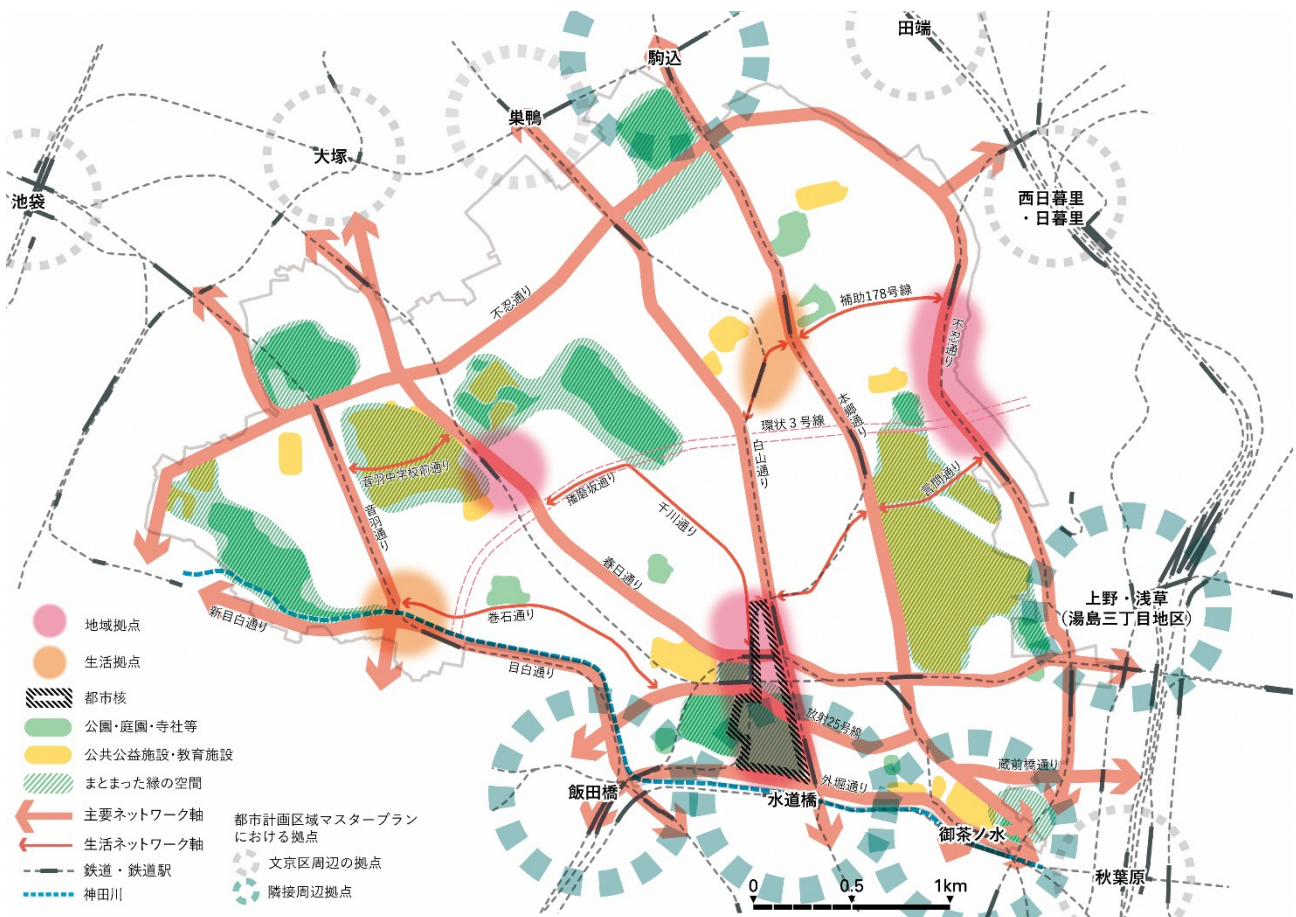 駒込
田端
巣鴨
大塚
池袋
西日暮里
・日暮里
不忍通り
補助178号線
不忍通り
環状3号線
本郷通り
白山通り
音羽中学校前通り
播磨坂通り
千川通り
言問通り
音羽通り
春日通り
巻石通り
新目白通り
目白通り
上野・浅草
(湯島三丁目地区)
放射25号線
蔵前橋通り
外堀通り
飯田橋
水道橋
御茶ノ水
秋葉原
地域拠点
生活拠点
都市核
公園・庭園・寺社等
公共公益施設・教育施設
まとまった緑の空間
主要ネットワーク軸
生活ネットワーク軸
鉄道・鉄道駅
神田川
都市計画区域マスタープラン
における拠点
文京区周辺の拠点
隣接周辺拠点
0 0.5 1km